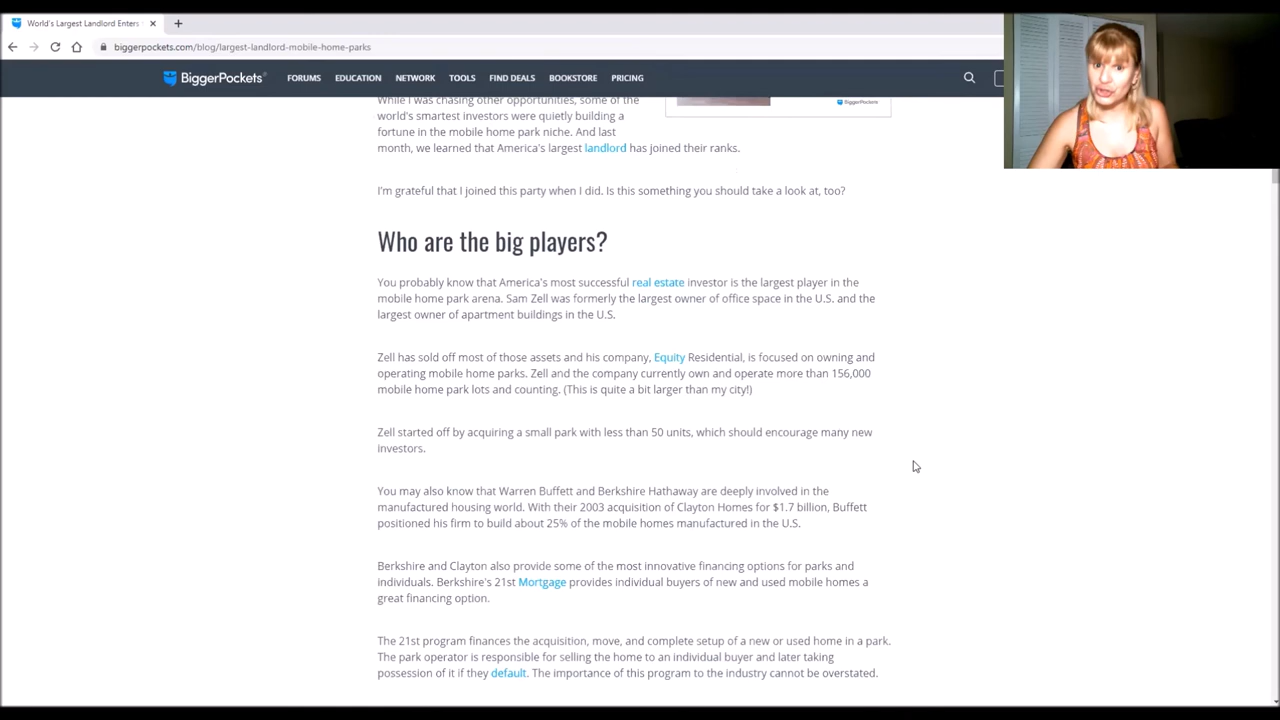 World's Largest Landlord Enters
biggerpockets.com/blog/largest-landlord-mobile-home-parks
BiggerPockets
FORUMS EDUCATION NETWORK TOOLS FIND DEALS BOOKSTORE PRICING
While I was chasing other opportunities, some of the
BiggerPockets
world's smartest investors were quietly building a
fortune in the mobile home park niche. And last
month, we learned that America's largest landlord has joined their ranks.
I'm grateful that I joined this party when I did. Is this something you should take a look at, too?
Who are the big players?
You probably know that America's most successful real estate investor is the largest player in the
mobile home park arena. Sam Zell was formerly the largest owner of office space in the U.S. and the
largest owner of apartment buildings in the U.S.
Zell has sold off most of those assets and his company, Equity Residential, is focused on owning and
operating mobile home parks. Zell and the company currently own and operate more than 156,000
mobile home park lots and counting. (This is quite a bit larger than my city!)
Zell started off by acquiring a small park with less than 50 units, which should encourage many new
investors.
You may also know that Warren Buffett and Berkshire Hathaway are deeply involved in the
manufactured housing world. With their 2003 acquisition of Clayton Homes for $1.7 billion, Buffett
positioned his firm to build about 25% of the mobile homes manufactured in the U.S.
Berkshire and Clayton also provide some of the most innovative financing options for parks and
individuals. Berkshire's 21st Mortgage provides individual buyers of new and used mobile homes a
great financing option.
The 21st program finances the acquisition, move, and complete setup of a new or used home in a park.
The park operator is responsible for selling the home to an individual buyer and later taking
possession of it if they default. The importance of this program to the industry cannot be overstated.